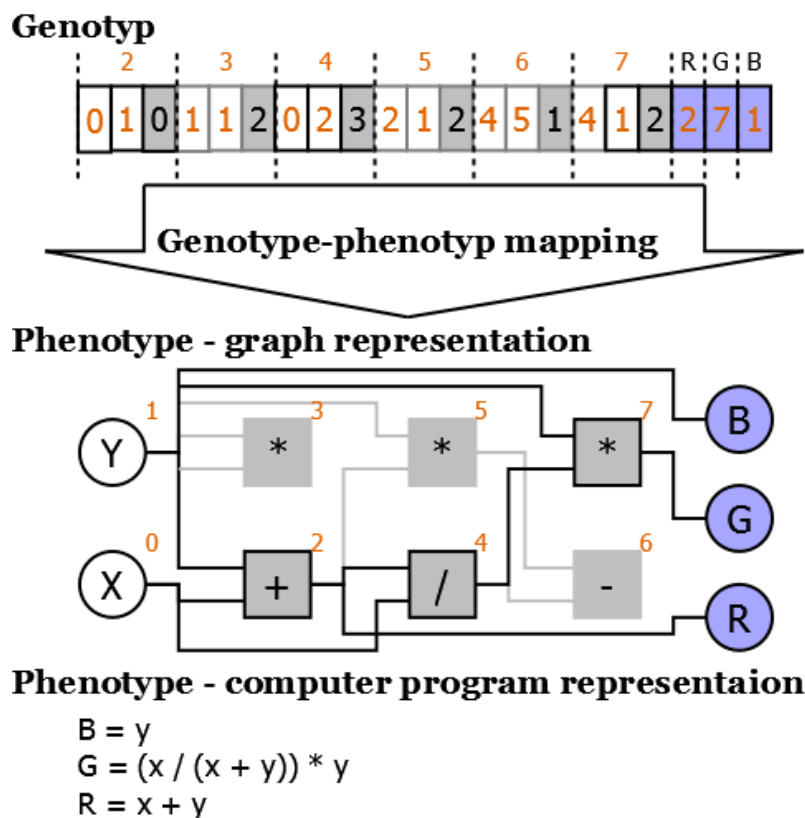 Genotyp
2 3 4 5 6 7 R G B
0 1 0 1 1 2 0 2 3 2 1 2 4 5 1 4 1 2 2 7 1
Genotype-phenotyp mapping
Phenotype - graph representation
1 3 5 7
Y * * * B
G
0 2 4 6
X + / - R
Phenotype - computer program representaion
B = y
G = (x / (x + y)) * y
R = x + y